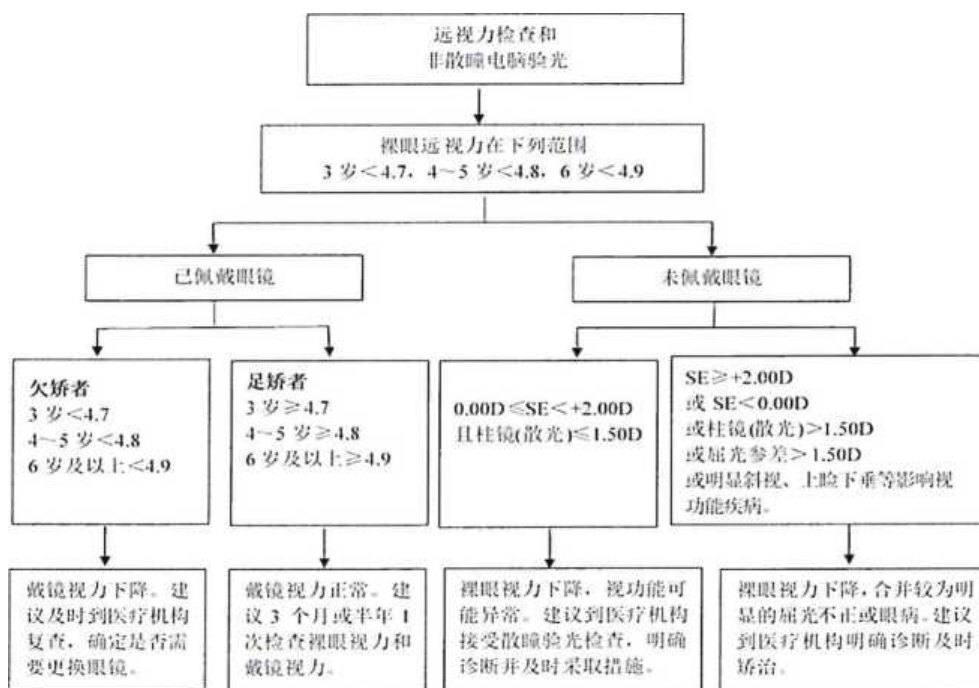 远视力检查和
非散瞳电脑验光
裸眼远视力在下列范围
3 岁<4.7，4～5 岁<4.8，6 岁<4.9
已佩戴眼镜
未佩戴眼镜
欠矫者
3 岁<4.7
4～5 岁<4.8
6 岁及以上<4.9
足矫者
3 岁≥4.7
4～5 岁≥4.8
6 岁及以上≥4.9
0.00D≤SE<+2.00D
且柱镜(散光)≤1.50D
SE≥+2.00D
或 SE<0.00D
或柱镜(散光)>1.50D
或屈光参差>1.50D
或明显斜视、上睑下垂等影响视
功能疾病。
戴镜视力下降。建
议及时到医疗机构
复查，确定是否需
要更换眼镜。
戴镜视力正常。建
议 3 个月或半年 1
次检查裸眼视力和
戴镜视力。
裸眼视力下降，视功能可
能异常。建议到医疗机构
接受散瞳验光检查，明确
诊断并及时采取措施。
裸眼视力下降，合并较为明
显的屈光不正或眼病。建议
到医疗机构明确诊断及时
矫治。